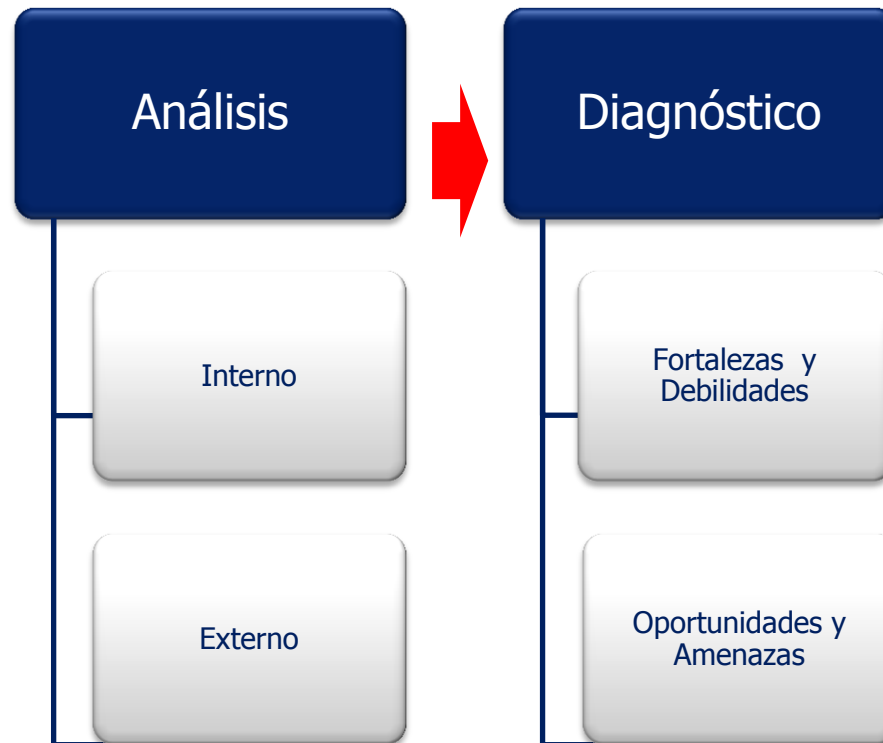 Análisis
Interno
Externo
Diagnóstico
Fortalezas  y
Debilidades
Oportunidades y
Amenazas